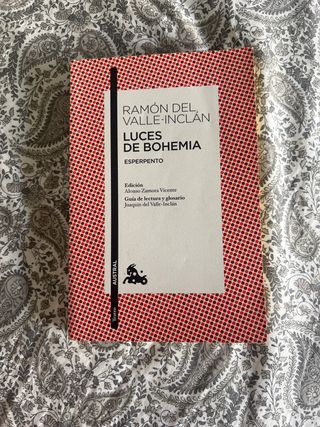 RAMÓN DEL
VALLE-INCLÁN
LUCES
DE BOHEMIA
ESPERPENTO
Edición
Alonso Zamora Vicente
Guía de lectura y glosario
Joaquín del Valle-Inclán
AUSTRAL